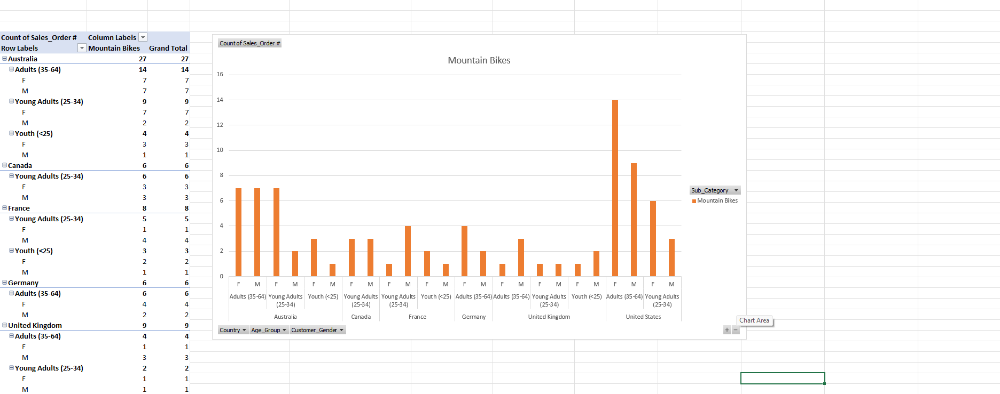 Count of Sales_Order # Column Labels
Row Labels Mountain Bikes Grand Total
Australia 27 27
Adults (35-64) 14 14
F 7 7
M 7 7
Young Adults (25-34) 9 9
F 7 7
M 2 2
Youth (<25) 4 4
F 3 3
M 1 1
Canada 6 6
Young Adults (25-34) 6 6
F 3 3
M 3 3
France 8 8
Young Adults (25-34) 5 5
F 1 1
M 4 4
Youth (<25) 3 3
F 2 2
M 1 1
Germany 6 6
Adults (35-64) 6 6
F 4 4
M 2 2
United Kingdom 9 9
Adults (35-64) 4 4
F 1 1
M 3 3
Young Adults (25-34) 2 2
F 1 1
M 1 1
Count of Sales_Order #
Mountain Bikes
16
14
12
10
8
6
4
2
0
F M F M F M F M F M F M F M F M F M F M F M F M
Adults (35-64) Young Adults Youth (<25) Young Adults Young Adults Youth (<25) Adults (35-64) Adults (35-64) Young Adults Youth (<25) Adults (35-64) Young Adults
(25-34) (25-34) (25-34) (25-34) (25-34)
Australia Canada France Germany United Kingdom United States
Sub_Category
Mountain Bikes
Chart Area
Country Age_Group Customer_Gender + −